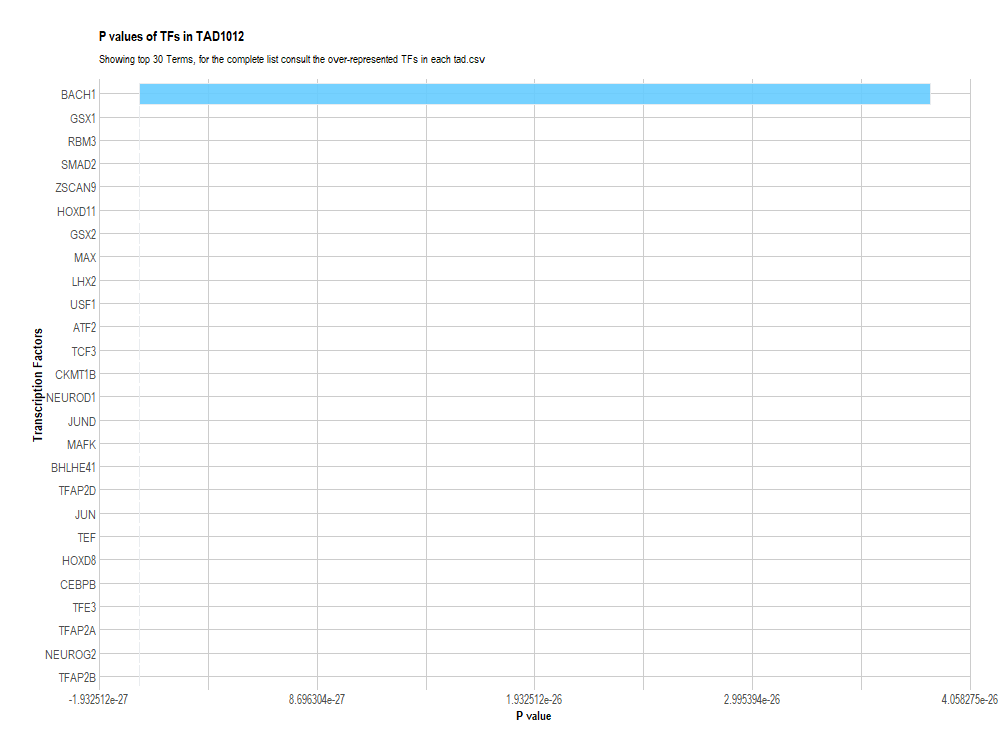 P values of TFs in TAD1012
Showing top 30 Terms, for the complete list consult the over-represented TFs in each tad.csv
Transcription Factors
BACH1
GSX1
RBM3
SMAD2
ZSCAN9
HOXD11
GSX2
MAX
LHX2
USF1
ATF2
TCF3
CKMT1B
NEUROD1
JUND
MAFK
BHLHE41
TFAP2D
JUN
TEF
HOXD8
CEBPB
TFE3
TFAP2A
NEUROG2
TFAP2B
-1.932512e-27 8.696304e-27 1.932512e-26 2.995394e-26 4.058275e-26
P value